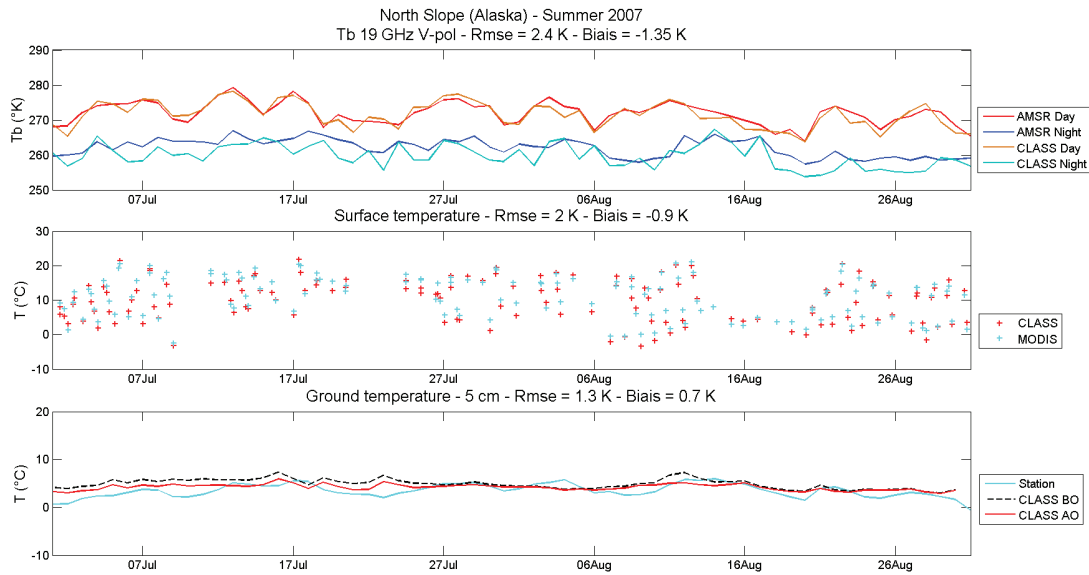 North Slope (Alaska) - Summer 2007
Tb 19 GHz V-pol - Rmse = 2.4 K - Biais = -1.35 K
290
280
270
260
250
Tb (°K)
07Jul 17Jul 27Jul 06Aug 16Aug 26Aug
AMSR Day
AMSR Night
CLASS Day
CLASS Night
Surface temperature - Rmse = 2 K - Biais = -0.9 K
30
20
10
0
-10
T (°C)
07Jul 17Jul 27Jul 06Aug 16Aug 26Aug
CLASS
MODIS
Ground temperature - 5 cm - Rmse = 1.3 K - Biais = 0.7 K
20
10
0
-10
T (°C)
07Jul 17Jul 27Jul 06Aug 16Aug 26Aug
Station
CLASS BO
CLASS AO